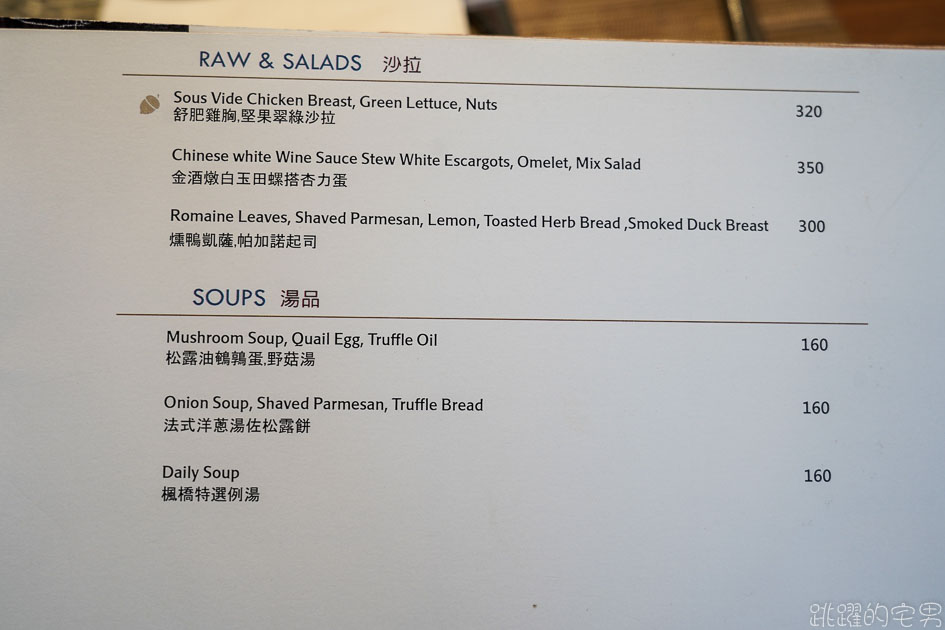 RAW & SALADS 沙拉
Sous Vide Chicken Breast, Green Lettuce, Nuts 320
舒肥雞胸,堅果翠綠沙拉
Chinese white Wine Sauce Stew White Escargots, Omelet, Mix Salad 350
金酒燉白玉田螺搭杏力蛋
Romaine Leaves, Shaved Parmesan, Lemon, Toasted Herb Bread ,Smoked Duck Breast 300
燻鴨凱薩,帕加諾起司
SOUPS 湯品
Mushroom Soup, Quail Egg, Truffle Oil 160
松露油鵪鶉蛋,野菇湯
Onion Soup, Shaved Parmesan, Truffle Bread 160
法式洋蔥湯佐松露餅
Daily Soup 160
楓橋特選例湯
跳躍的宅男